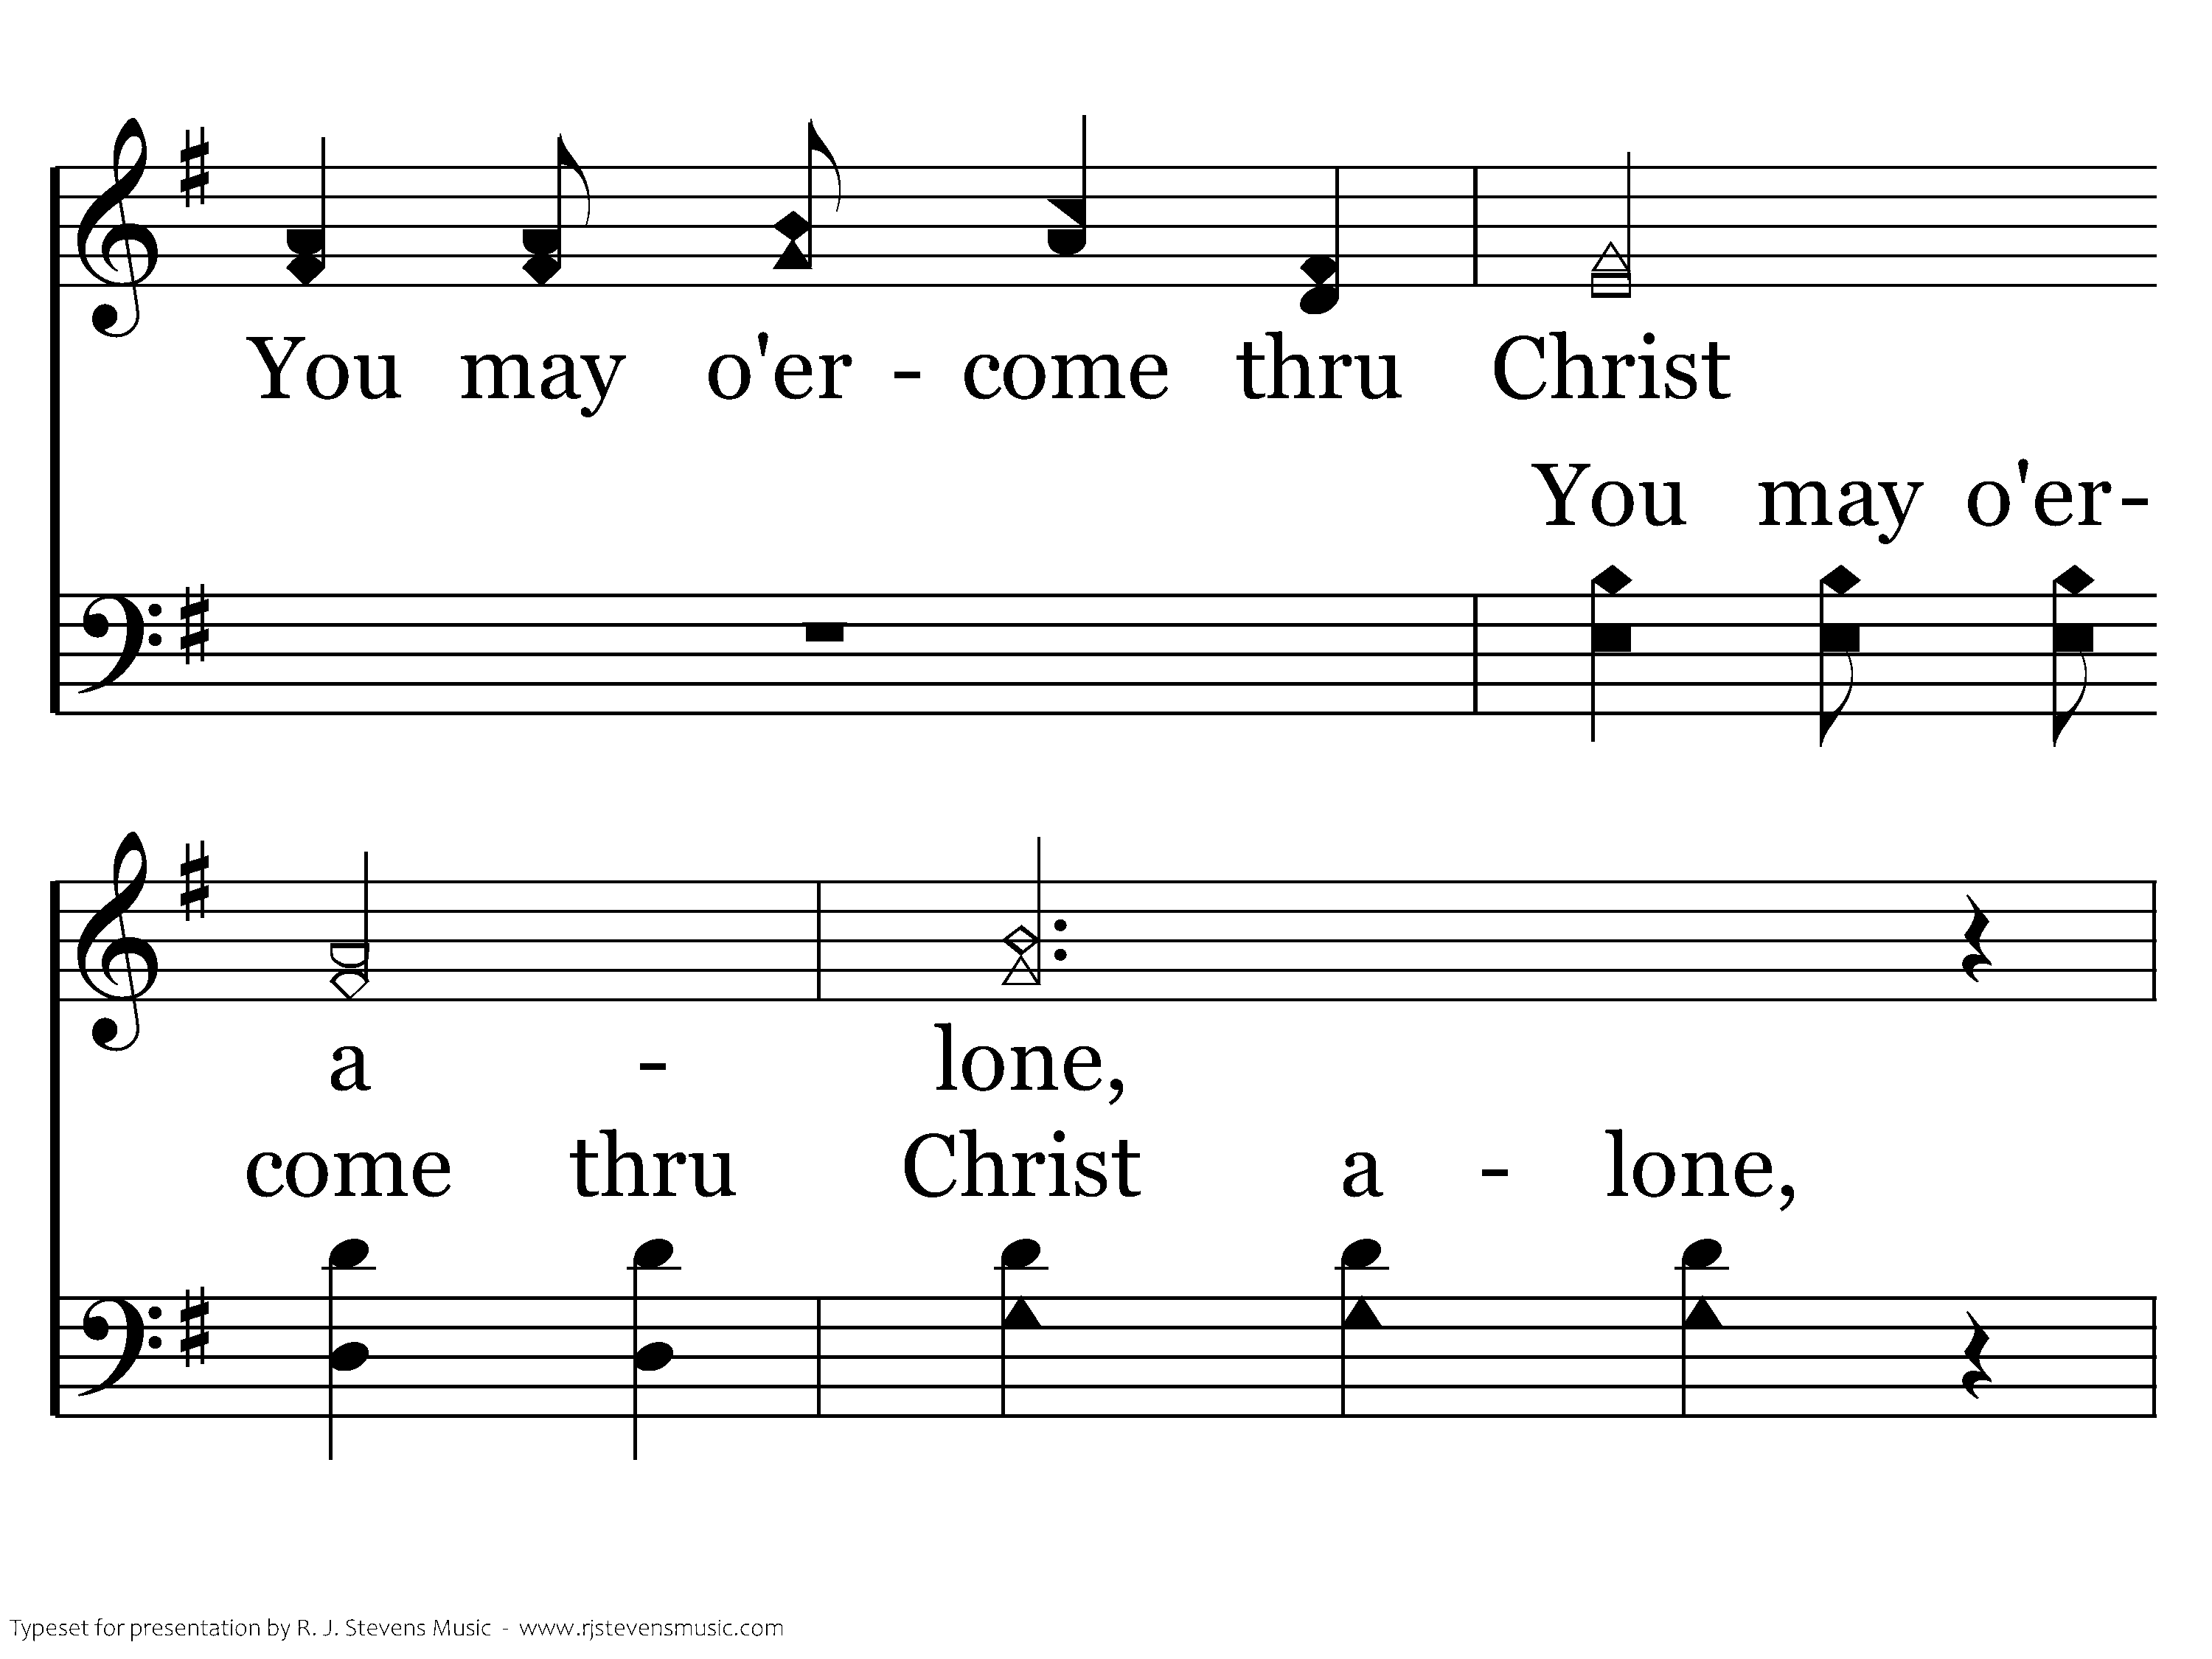 You may o'er - come thru Christ
You may o'er-
a - lone,
come thru Christ a - lone,
Typeset for presentation by R. J. Stevens Music - www.rjstevensmusic.com